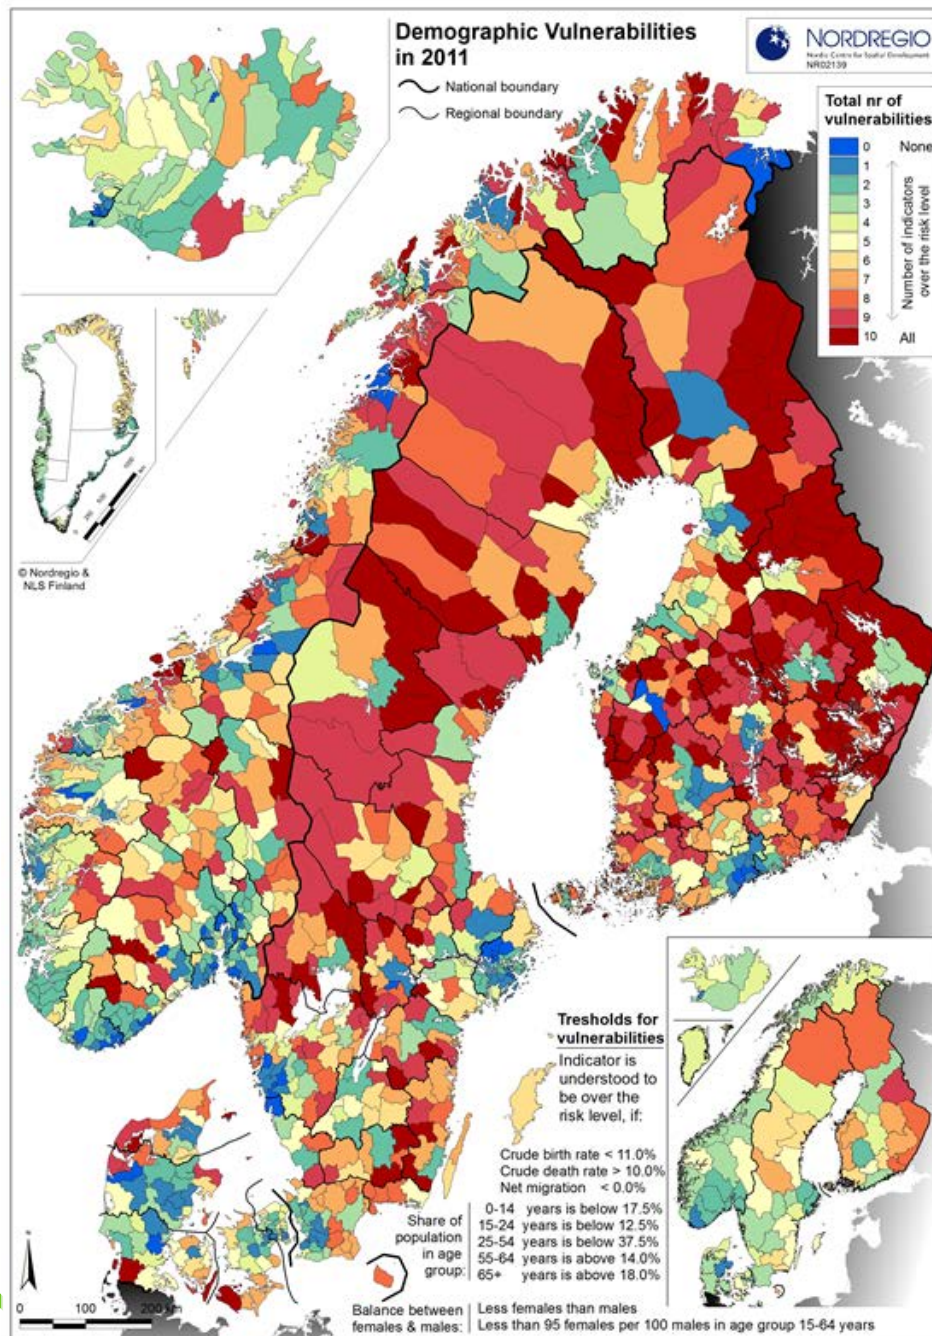 Demographic Vulnerabilities
in 2011
National boundary
Regional boundary
NORDREGIO
Nordic Centre for Spatial Development
NR02139
Total nr of
vulnerabilities
0 None
1
2
3
4
5
6
7
8
9
10 All
Number of indicators
over the risk level
© Nordregio &
NLS Finland
Tresholds for
vulnerabilities
Indicator is
understood to
be over the
risk level, if:
Crude birth rate < 11.0%
Crude death rate > 10.0%
Net migration < 0.0%
Share of
population
in age
group:
0-14 years is below 17.5%
15-24 years is below 12.5%
25-54 years is below 37.5%
55-64 years is above 14.0%
65+ years is above 18.0%
Balance between
females & males:
Less females than males
Less than 95 females per 100 males in age group 15-64 years
0 100 200 km